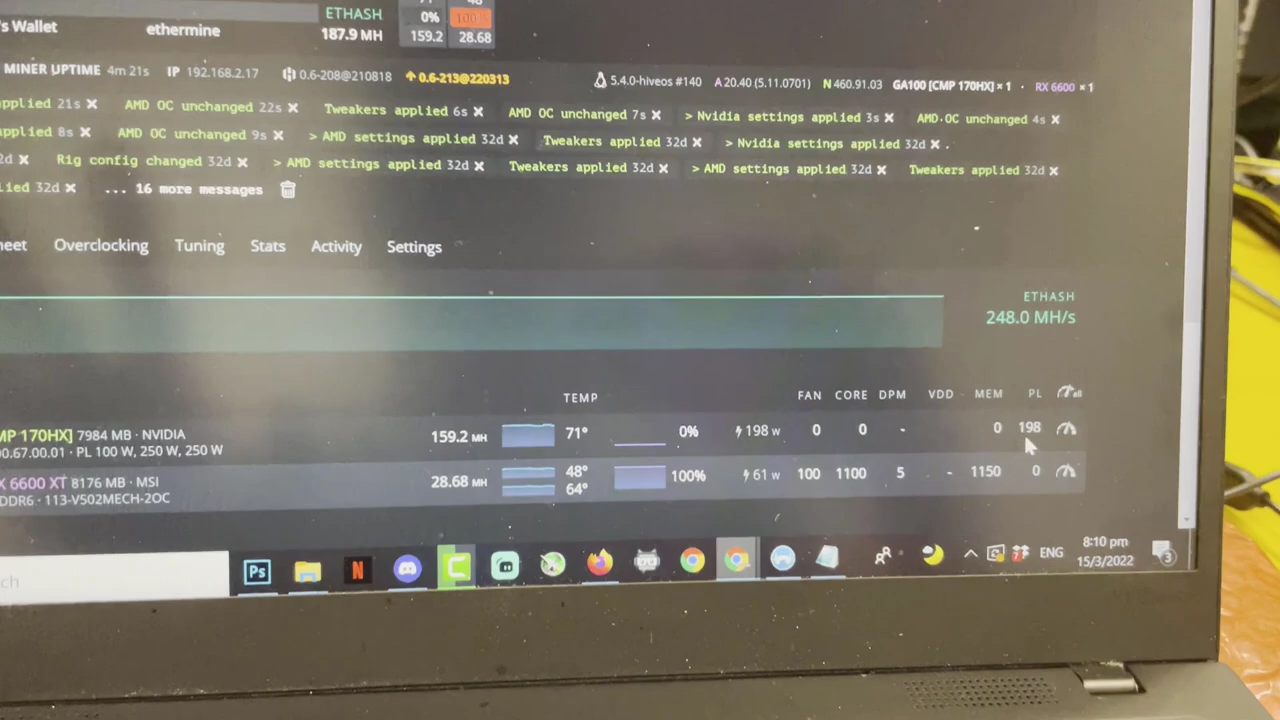 's Wallet ethermine ETHASH 0% 100%
187.9 MH 159.2 28.68
MINER UPTIME 4m 21s IP 192.168.2.17 0.6-208@210818 0.6-213@220313 5.4.0-hiveos #140 A 20.40 (5.11.0701) N 460.91.03 GA100 [CMP 170HX] × 1 · RX 6600 × 1
applied 21s × AMD OC unchanged 22s × Tweakers applied 6s × AMD OC unchanged 7s × > Nvidia settings applied 3s × AMD OC unchanged 4s ×
applied 8s × AMD OC unchanged 9s × > AMD settings applied 32d × Tweakers applied 32d × > Nvidia settings applied 32d ×
2d × Rig config changed 32d × > AMD settings applied 32d × Tweakers applied 32d × > AMD settings applied 32d × Tweakers applied 32d ×
lied 32d × ... 16 more messages
heet Overclocking Tuning Stats Activity Settings
ETHASH
248.0 MH/s
TEMP FAN CORE DPM VDD MEM PL
MP 170HX] 7984 MB · NVIDIA 159.2 MH 71° 0% 198 W 0 0 - 0 198
00.67.00.01 · PL 100 W, 250 W, 250 W
X 6600 XT 8176 MB · MSI 28.68 MH 48° 64° 100% 61 W 100 1100 5 - 1150 0
DDR6 · 113-V502MECH-2OC
ch Ps N ENG 8:10 pm
15/3/2022 3